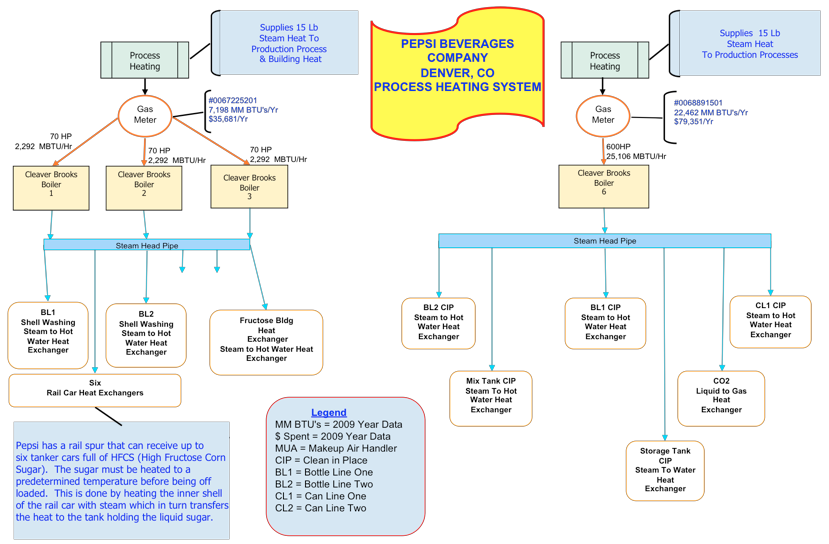 Supplies 15 Lb
Steam Heat To
Production Process
& Building Heat
PEPSI BEVERAGES
COMPANY
DENVER, CO
PROCESS HEATING SYSTEM
Supplies 15 Lb
Steam Heat
To Production Processes
Process
Heating
Process
Heating
Gas
Meter
#0067225201
7,198 MM BTU's/Yr
$35,681/Yr
Gas
Meter
#0068891501
22,462 MM BTU's/Yr
$79,351/Yr
70 HP
2,292 MBTU/Hr
70 HP
2,292 MBTU/Hr
70 HP
2,292 MBTU/Hr
600HP
25,106 MBTU/Hr
Cleaver Brooks
Boiler
1
Cleaver Brooks
Boiler
2
Cleaver Brooks
Boiler
3
Cleaver Brooks
Boiler
6
Steam Head Pipe
Steam Head Pipe
BL1
Shell Washing
Steam to Hot
Water Heat
Exchanger
BL2
Shell Washing
Steam to Hot
Water Heat
Exchanger
Fructose Bldg
Heat
Exchanger
Steam to Hot Water Heat
Exchanger
BL2 CIP
Steam to Hot
Water Heat
Exchanger
BL1 CIP
Steam to Hot
Water Heat
Exchanger
CL1 CIP
Steam to Hot
Water Heat
Exchanger
Six
Rail Car Heat Exchangers
Mix Tank CIP
Steam To Hot
Water Heat
Exchanger
CO2
Liquid to Gas
Heat
Exchanger
Storage Tank
CIP
Steam To Water
Heat
Exchanger
Pepsi has a rail spur that can receive up to
six tanker cars full of HFCS (High Fructose Corn
Sugar). The sugar must be heated to a
predetermined temperature before being off
loaded. This is done by heating the inner shell
of the rail car with steam which in turn transfers
the heat to the tank holding the liquid sugar.
Legend
MM BTU's = 2009 Year Data
$ Spent = 2009 Year Data
MUA = Makeup Air Handler
CIP = Clean in Place
BL1 = Bottle Line One
BL2 = Bottle Line Two
CL1 = Can Line One
CL2 = Can Line Two